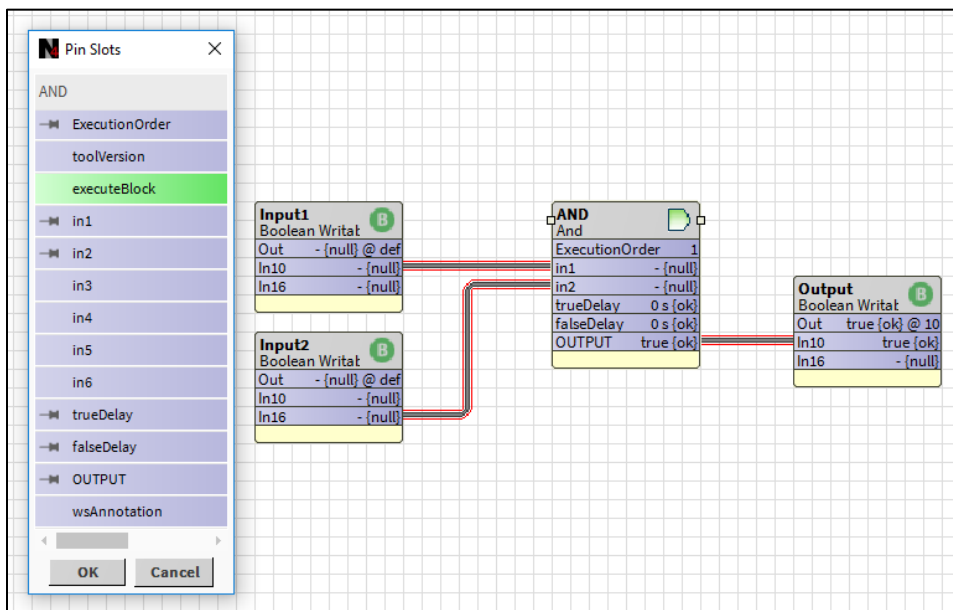 Pin Slots
AND
ExecutionOrder
toolVersion
executeBlock
in1
in2
in3
in4
in5
in6
trueDelay
falseDelay
OUTPUT
wsAnnotation
OK Cancel
Input1
Boolean Writat
Out - {null} @ def
In10 - {null}
In16 - {null}
Input2
Boolean Writat
Out - {null} @ def
In10 - {null}
In16 - {null}
AND
And
ExecutionOrder 1
in1 - {null}
in2 - {null}
trueDelay 0 s {ok}
falseDelay 0 s {ok}
OUTPUT true {ok}
Output
Boolean Writat
Out true {ok} @ 10
In10 true {ok}
In16 - {null}